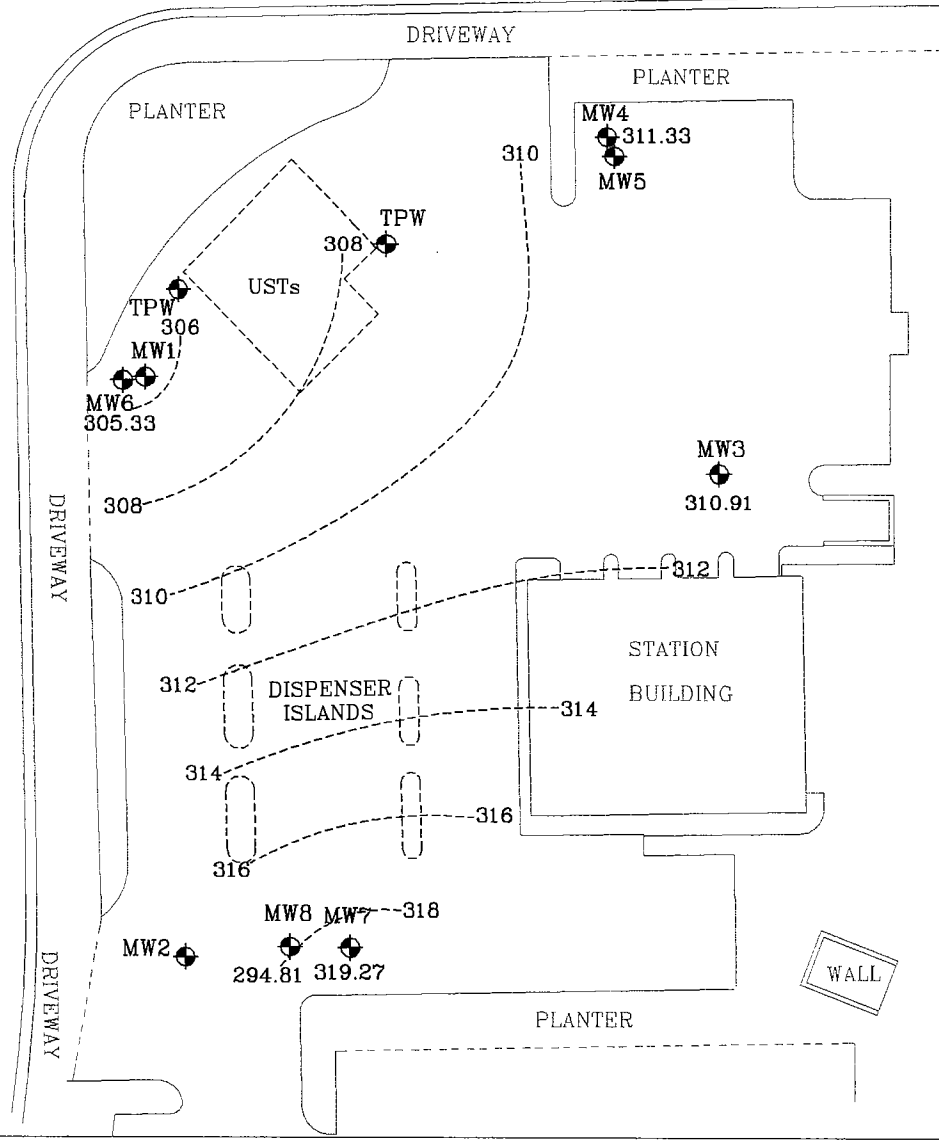 DRIVEWAY
PLANTER
PLANTER
MW4
311.33
MW5
310
TPW
308
USTs
TPW
306
MW1
MW6
305.33
MW3
310.91
308
DRIVEWAY
310
312
STATION
BUILDING
312
DISPENSER
ISLANDS
314
314
316
316
318
MW8
MW7
MW2
294.81
319.27
DRIVEWAY
WALL
PLANTER